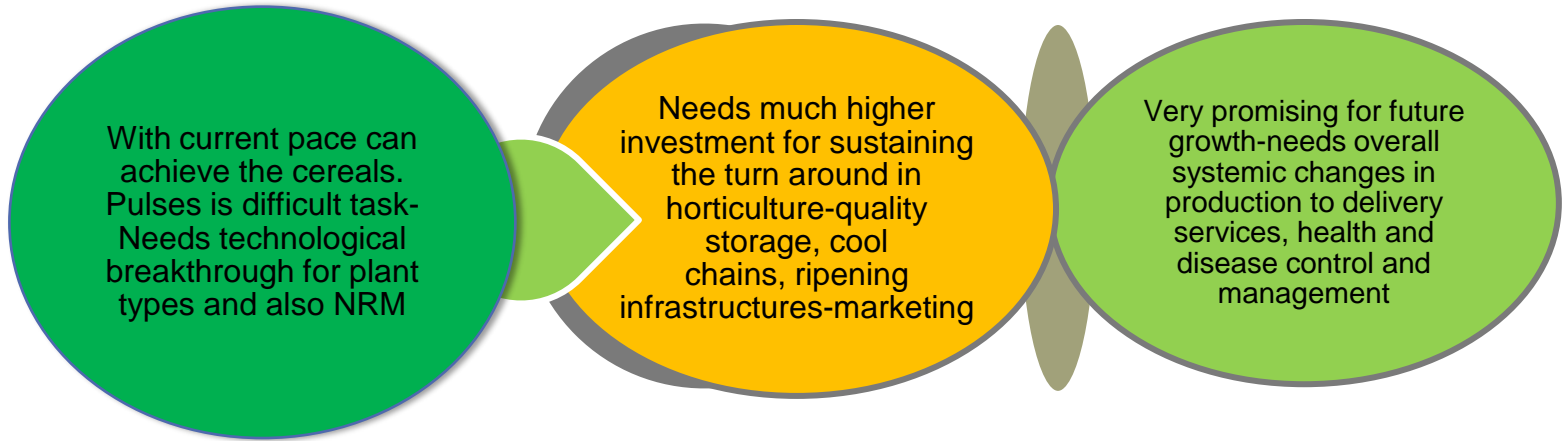 With current pace can
achieve the cereals.
Pulses is difficult task-
Needs technological
breakthrough for plant
types and also NRM
Needs much higher
investment for sustaining
the turn around in
horticulture-quality
storage, cool
chains, ripening
infrastructures-marketing
Very promising for future
growth-needs overall
systemic changes in
production to delivery
services, health and
disease control and
management